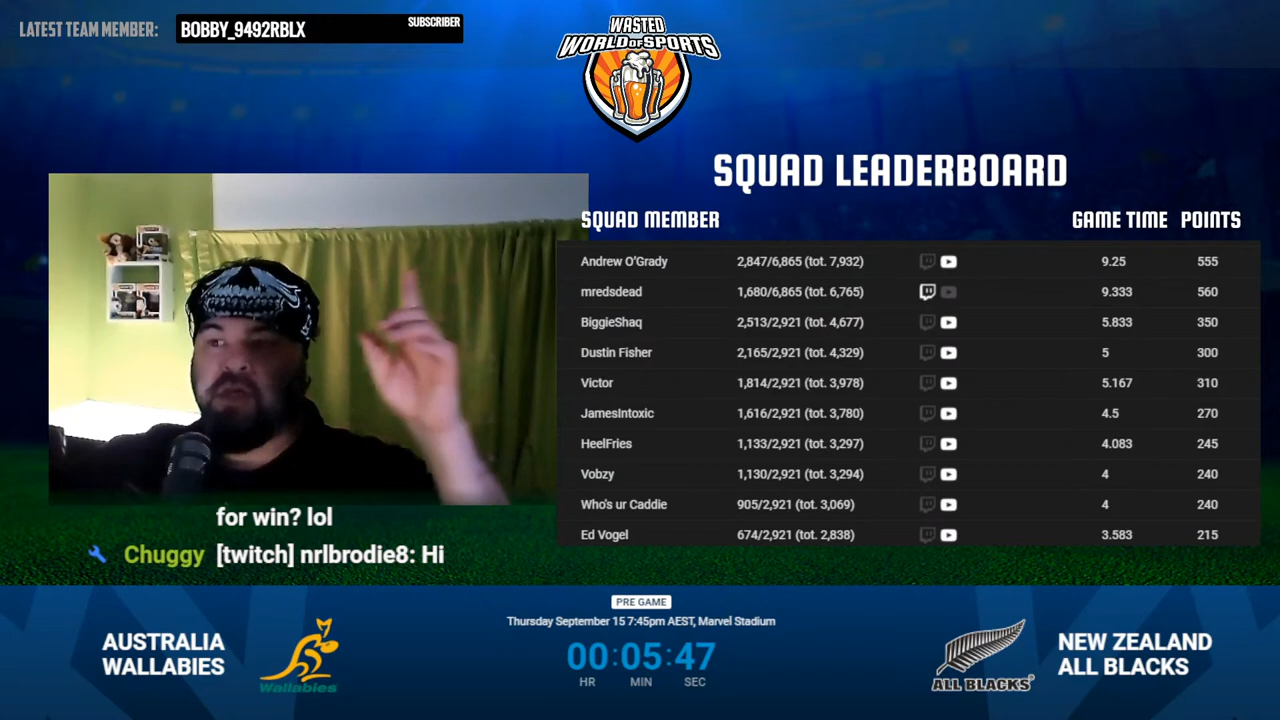 LATEST TEAM MEMBER:
BOBBY_9492RBLX
SUBSCRIBER
WASTED
WORLD OF SPORTS
SQUAD LEADERBOARD
SQUAD MEMBER GAME TIME POINTS
Andrew O'Grady 2,847/6,865 (tot. 7,932) 9.25 555
mredsdead 1,680/6,865 (tot. 6,765) 9.333 560
BiggieShaq 2,513/2,921 (tot. 4,677) 5.833 350
Dustin Fisher 2,165/2,921 (tot. 4,329) 5 300
Victor 1,814/2,921 (tot. 3,978) 5.167 310
JamesIntoxic 1,616/2,921 (tot. 3,780) 4.5 270
HeelFries 1,133/2,921 (tot. 3,297) 4.083 245
Vobzy 1,130/2,921 (tot. 3,294) 4 240
Who's ur Caddie 905/2,921 (tot. 3,069) 4 240
Ed Vogel 674/2,921 (tot. 2,838) 3.583 215
for win? lol
Chuggy [twitch] nrlbrodie8: Hi
PRE GAME
Thursday September 15 7:45pm AEST, Marvel Stadium
00:05:47
HR MIN SEC
AUSTRALIA
WALLABIES
Wallabies
ALL BLACKS
NEW ZEALAND
ALL BLACKS